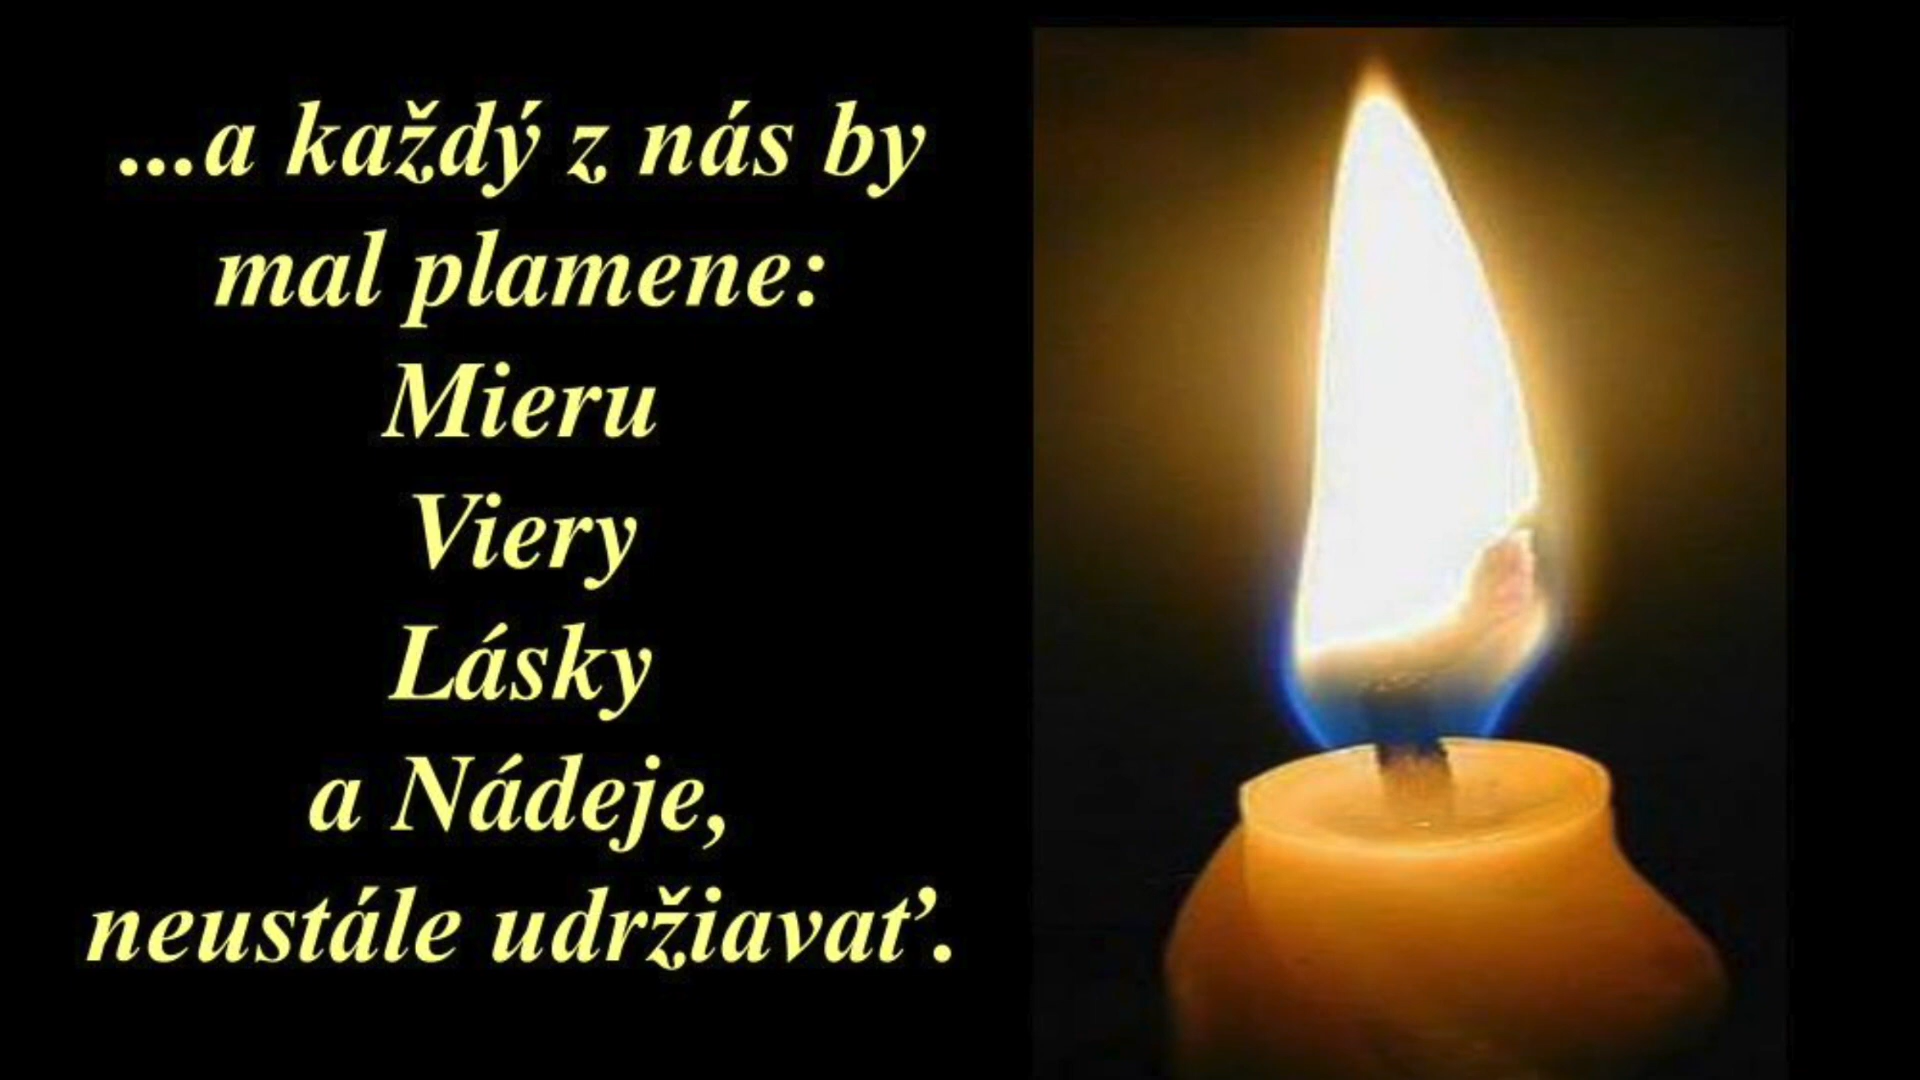 ...a každý z nás by
mal plamene:
Mieru
Viery
Lásky
a Nádeje,
neustále udržiavať.